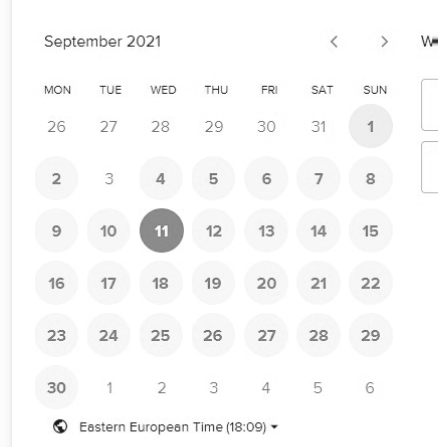 September 2021
MON TUE WED THU FRI SAT SUN
26 27 28 29 30 31 1
2 3 4 5 6 7 8
9 10 11 12 13 14 15
16 17 18 19 20 21 22
23 24 25 26 27 28 29
30 1 2 3 4 5 6
Eastern European Time (18:09)